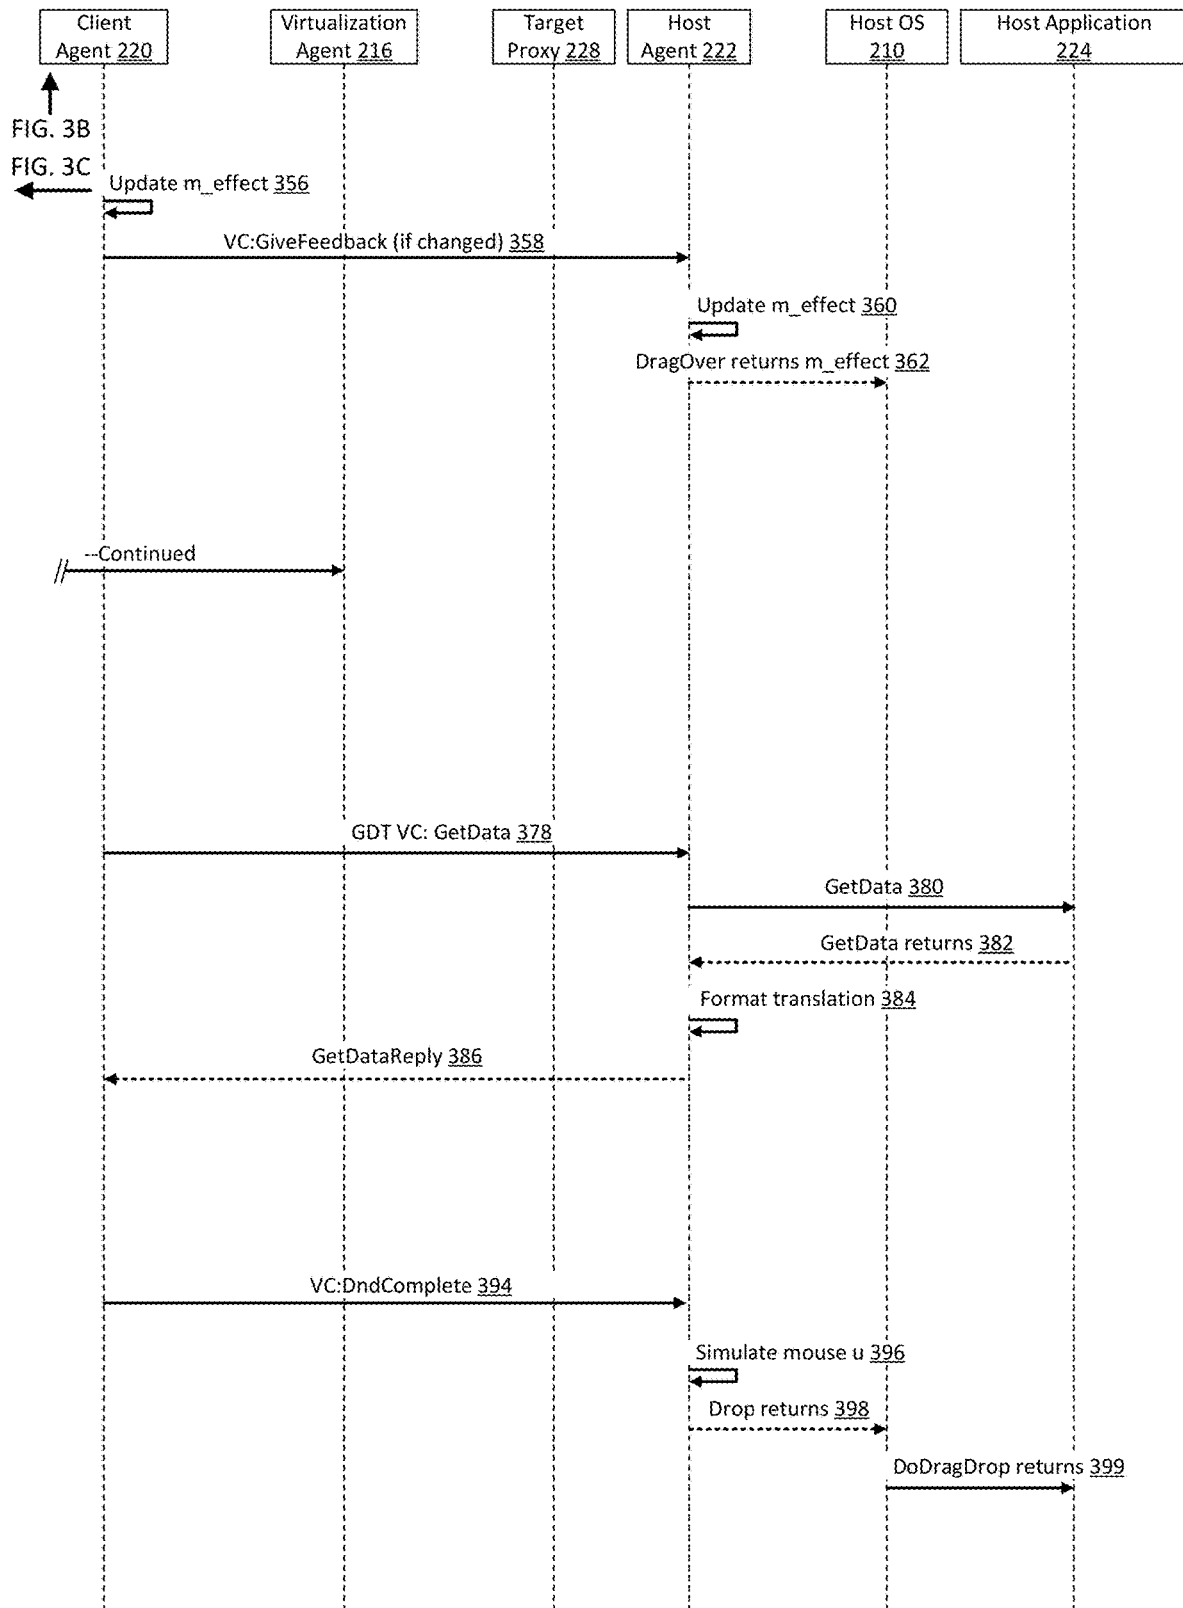 Client
Agent 220
Virtualization
Agent 216
Target
Proxy 228
Host
Agent 222
Host OS
210
Host Application
224
FIG. 3B
FIG. 3C
Update m_effect 356
VC:GiveFeedback (if changed) 358
Update m_effect 360
DragOver returns m_effect 362
--Continued
GDT VC: GetData 378
GetData 380
GetData returns 382
Format translation 384
GetDataReply 386
VC:DndComplete 394
Simulate mouse u 396
Drop returns 398
DoDragDrop returns 399